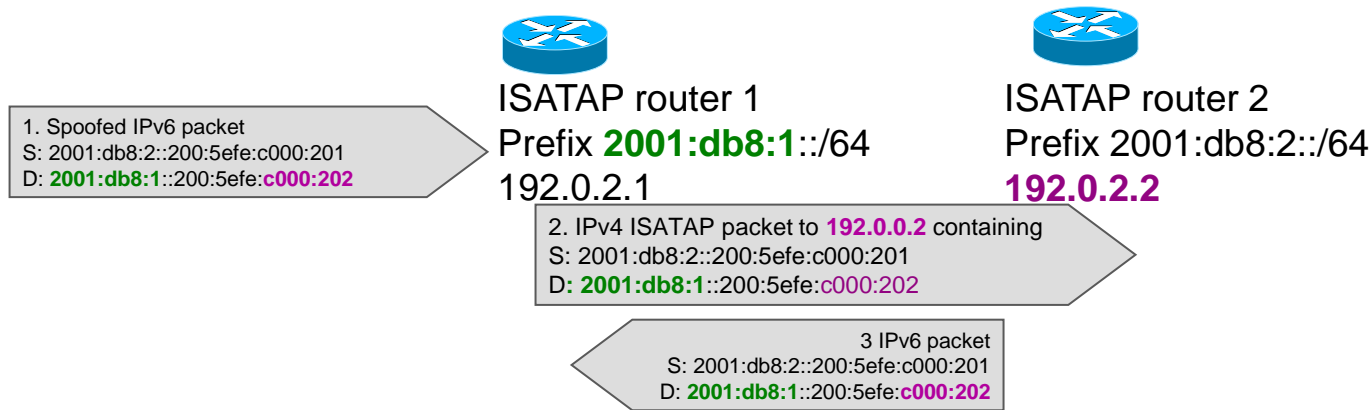 ISATAP router 1
Prefix 2001:db8:1::/64
192.0.2.1
ISATAP router 2
Prefix 2001:db8:2::/64
192.0.2.2
1. Spoofed IPv6 packet
S: 2001:db8:2::200:5efe:c000:201
D: 2001:db8:1::200:5efe:c000:202
2. IPv4 ISATAP packet to 192.0.0.2 containing
S: 2001:db8:2::200:5efe:c000:201
D: 2001:db8:1::200:5efe:c000:202
3 IPv6 packet
S: 2001:db8:2::200:5efe:c000:201
D: 2001:db8:1::200:5efe:c000:202